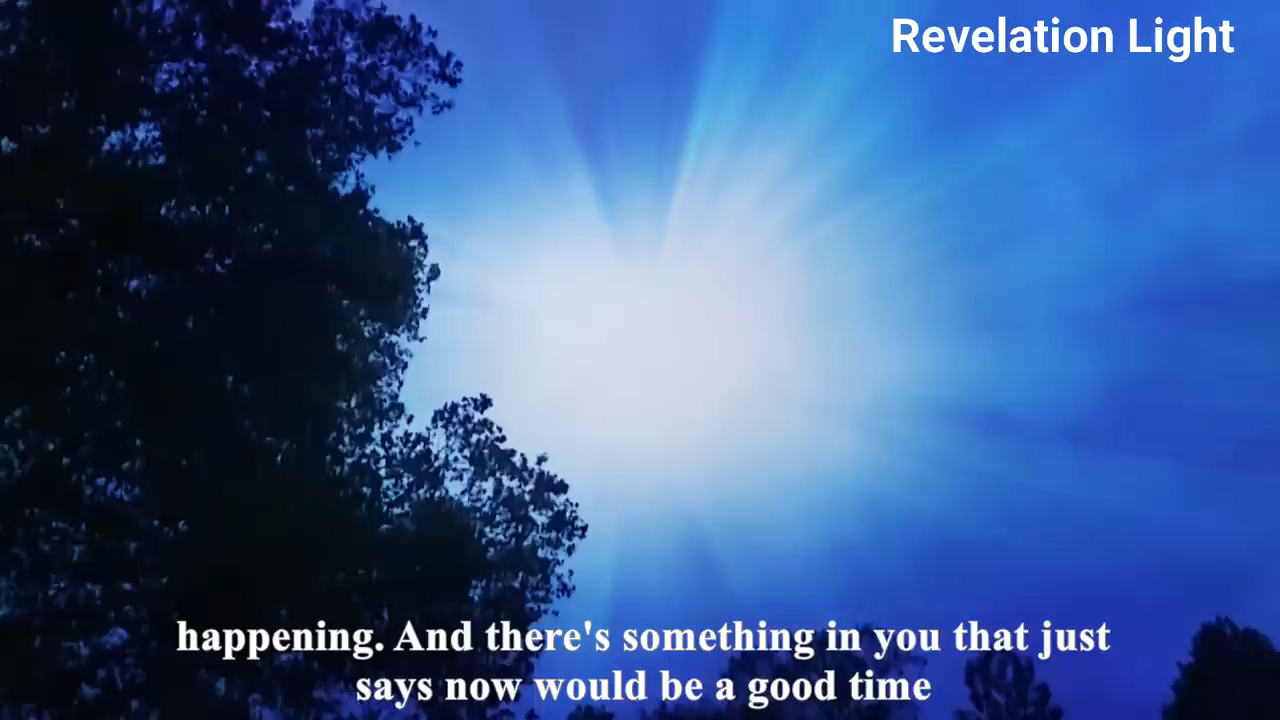 Revelation Light
happening. And there's something in you that just
says now would be a good time